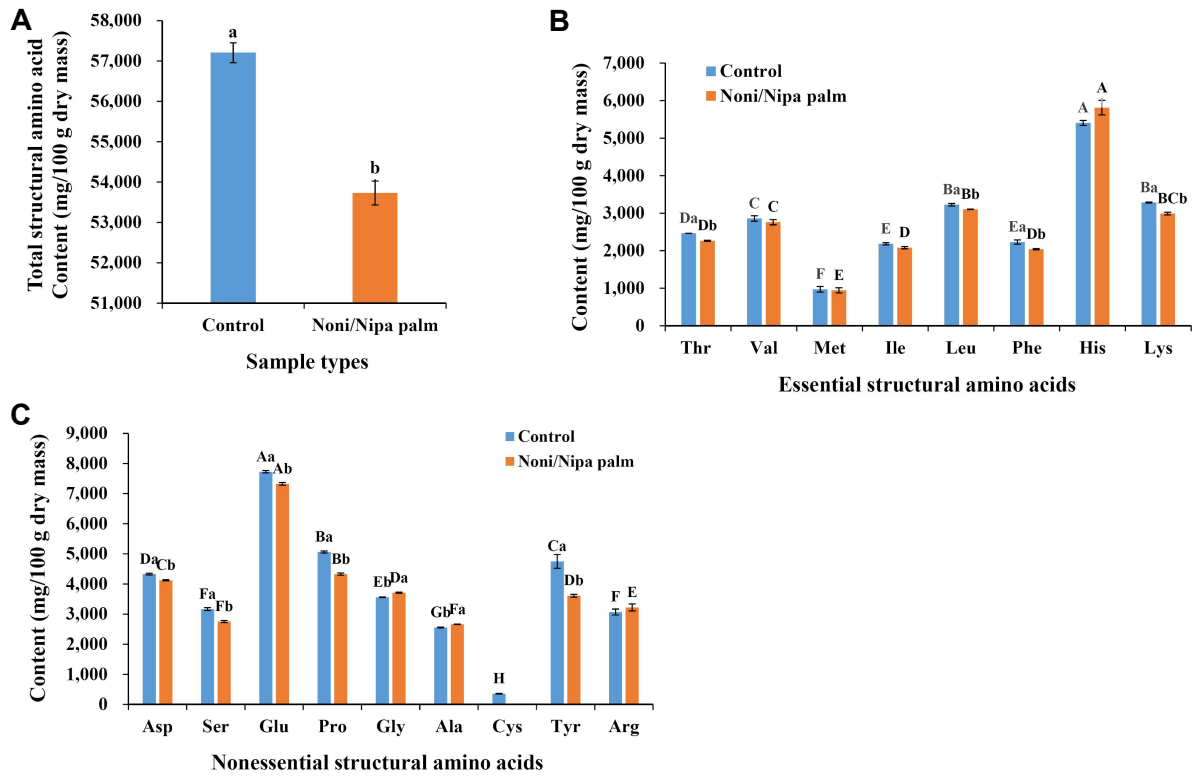 A
Total structural amino acid
Content (mg/100 g dry mass)
58,000
57,000
56,000
55,000
54,000
53,000
52,000
51,000
a
b
Control
Noni/Nipa palm
Sample types
B
Content (mg/100 g dry mass)
7,000
6,000
5,000
4,000
3,000
2,000
1,000
0
Control
Noni/Nipa palm
Da Db
C C
F E
E D
Ba Bb
Ea Db
A A
Ba BCb
Thr Val Met Ile Leu Phe His Lys
Essential structural amino acids
C
Content (mg/100 g dry mass)
9,000
8,000
7,000
6,000
5,000
4,000
3,000
2,000
1,000
0
Control
Noni/Nipa palm
Da Cb
Fa Fb
Aa Ab
Ba Bb
Eb Da
Gb Fa
H
Ca Db
F E
Asp Ser Glu Pro Gly Ala Cys Tyr Arg
Nonessential structural amino acids